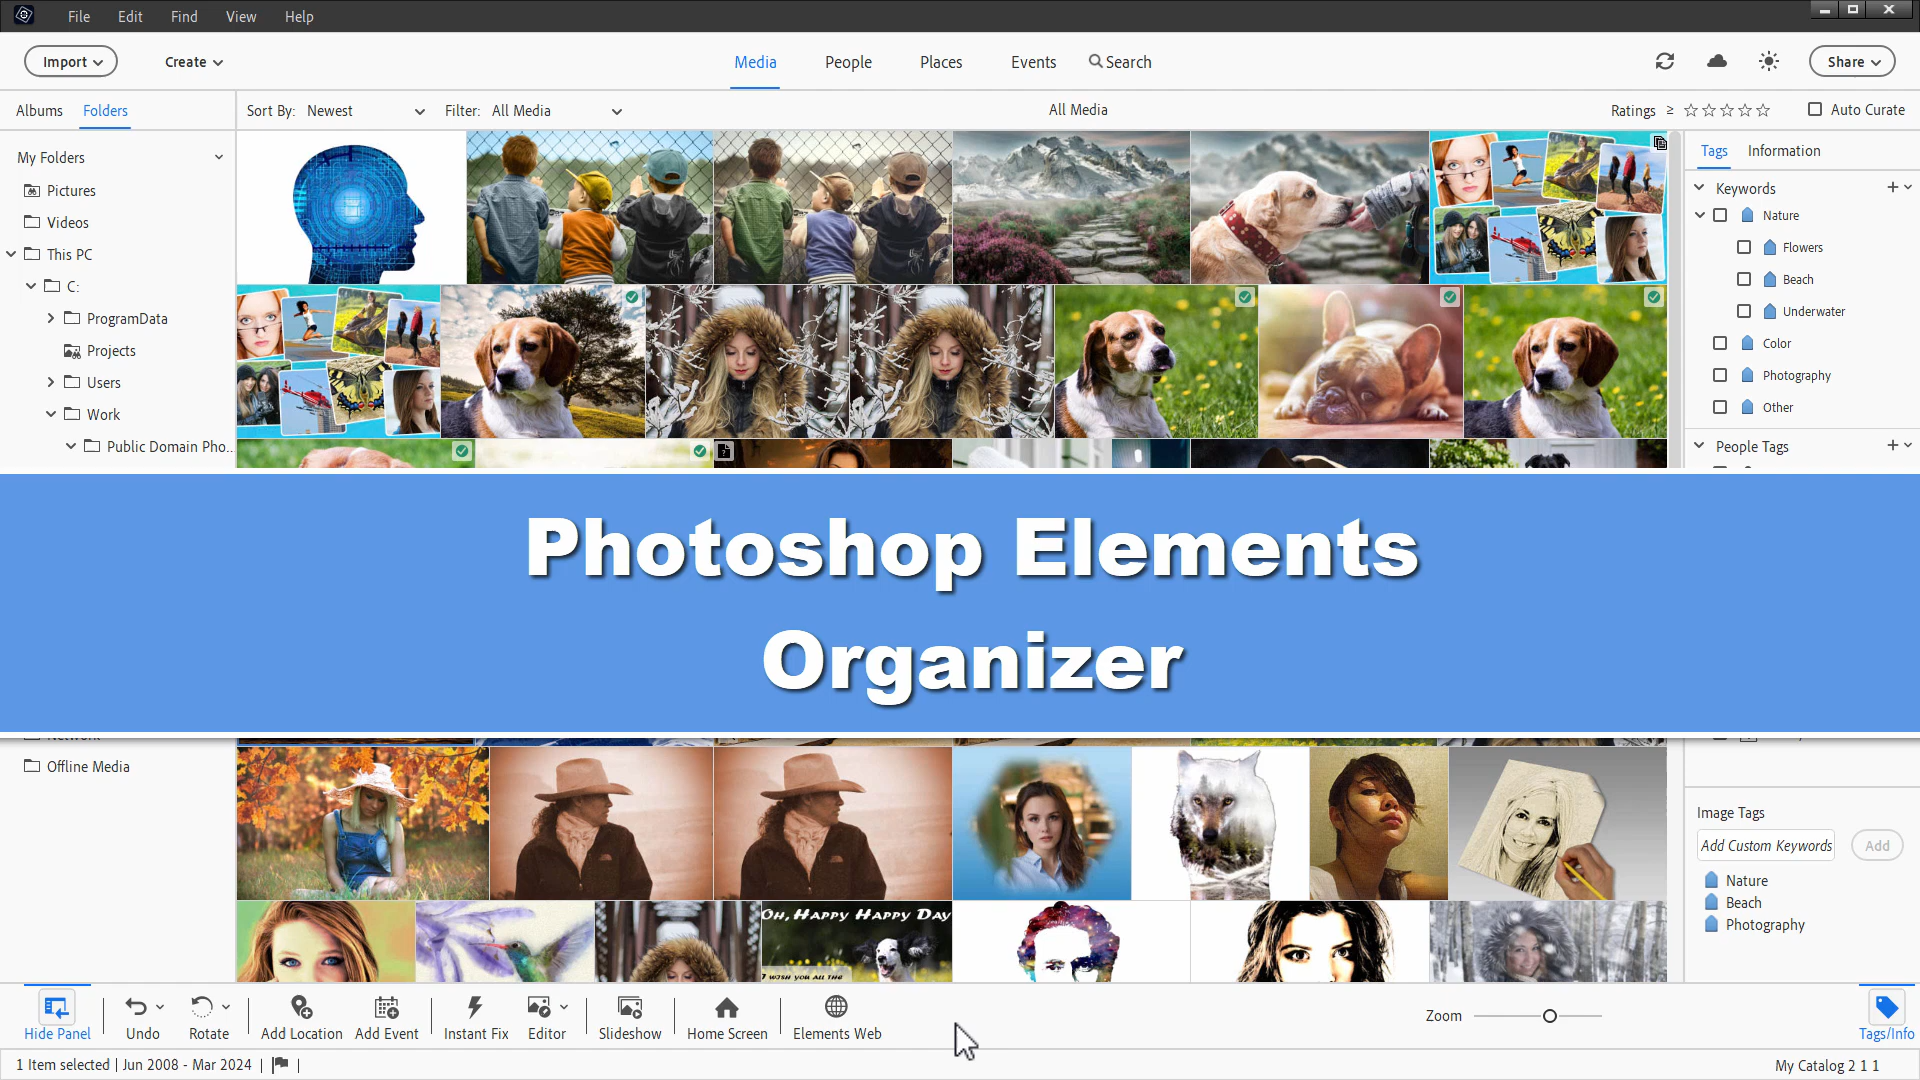 File Edit Find View Help
Import Create Media People Places Events Search Share
Albums Folders Sort By: Newest Filter: All Media All Media Ratings ≥ Auto Curate
My Folders
Pictures
Videos
This PC
C:
ProgramData
Projects
Users
Work
Public Domain Pho...
Tags Information
Keywords
Nature
Flowers
Beach
Underwater
Color
Photography
Other
People Tags
Photoshop Elements
Organizer
Network
Offline Media
Oh, Happy Happy Day
I wish you all the
Image Tags
Add Custom Keywords Add
Nature
Beach
Photography
Hide Panel Undo Rotate Add Location Add Event Instant Fix Editor Slideshow Home Screen Elements Web Zoom Tags/Info
1 Item selected | Jun 2008 - Mar 2024 | | My Catalog 2 1 1